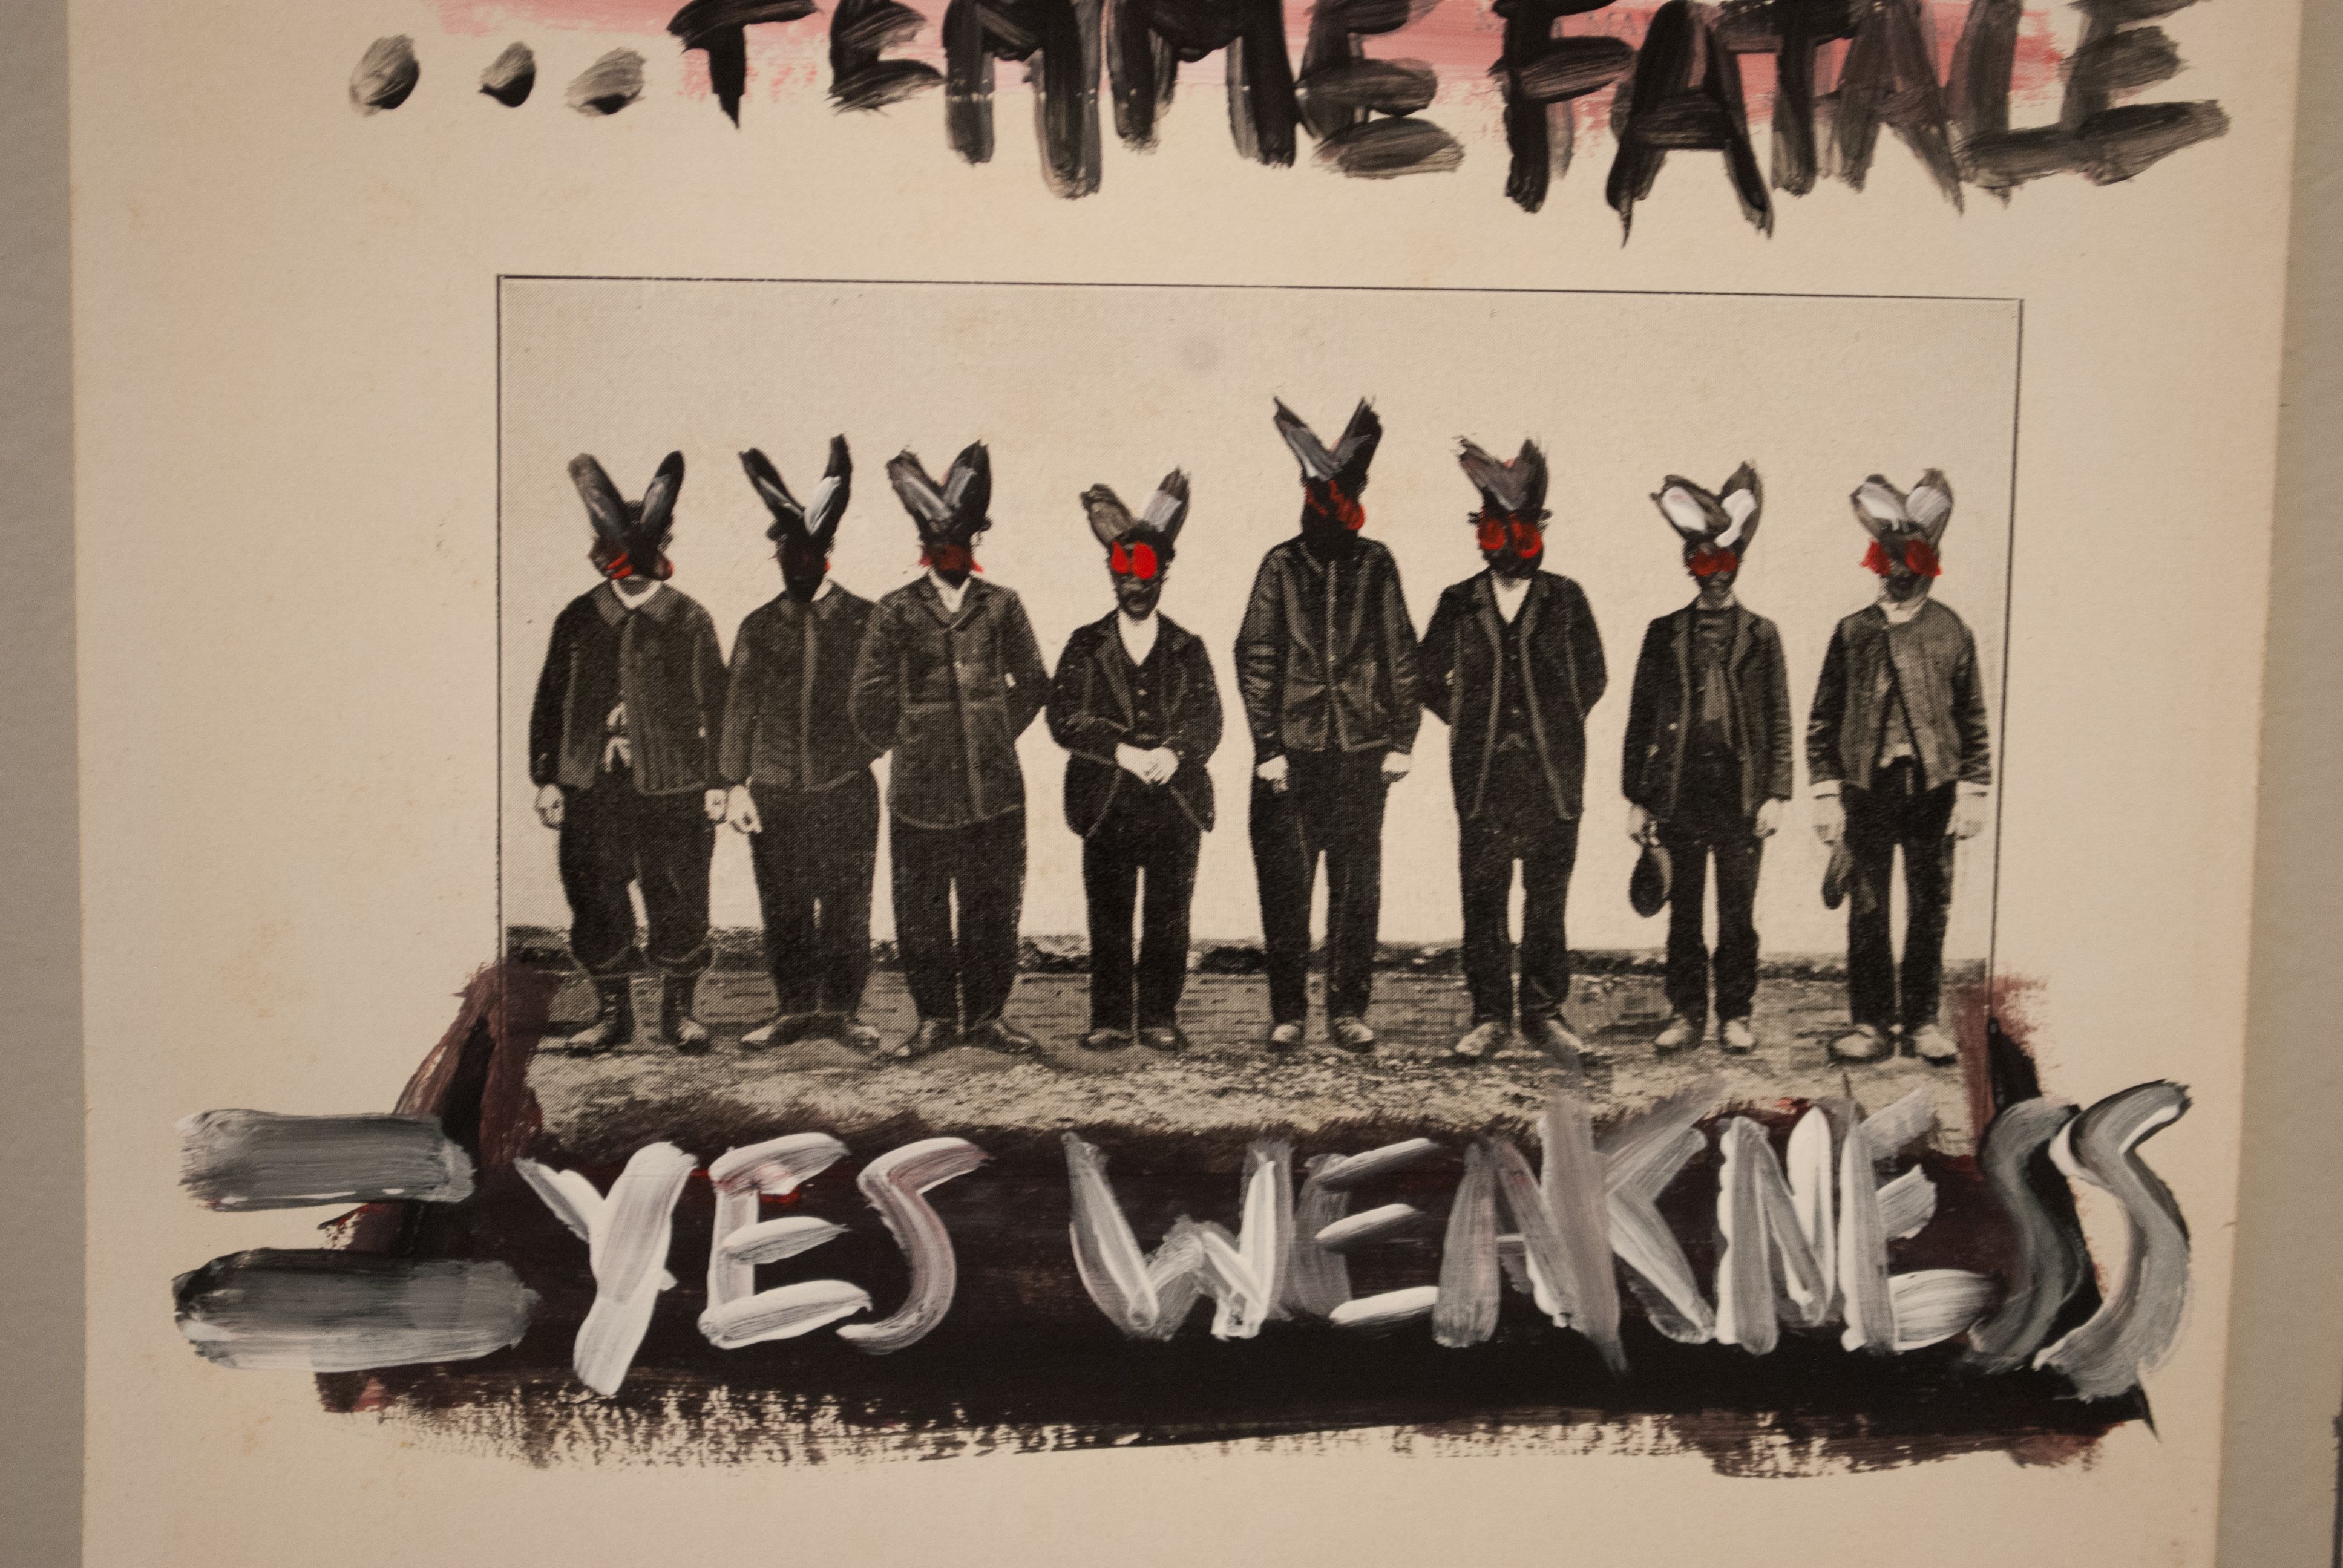 ...FEMME FATALE
= YES WEAKNESS